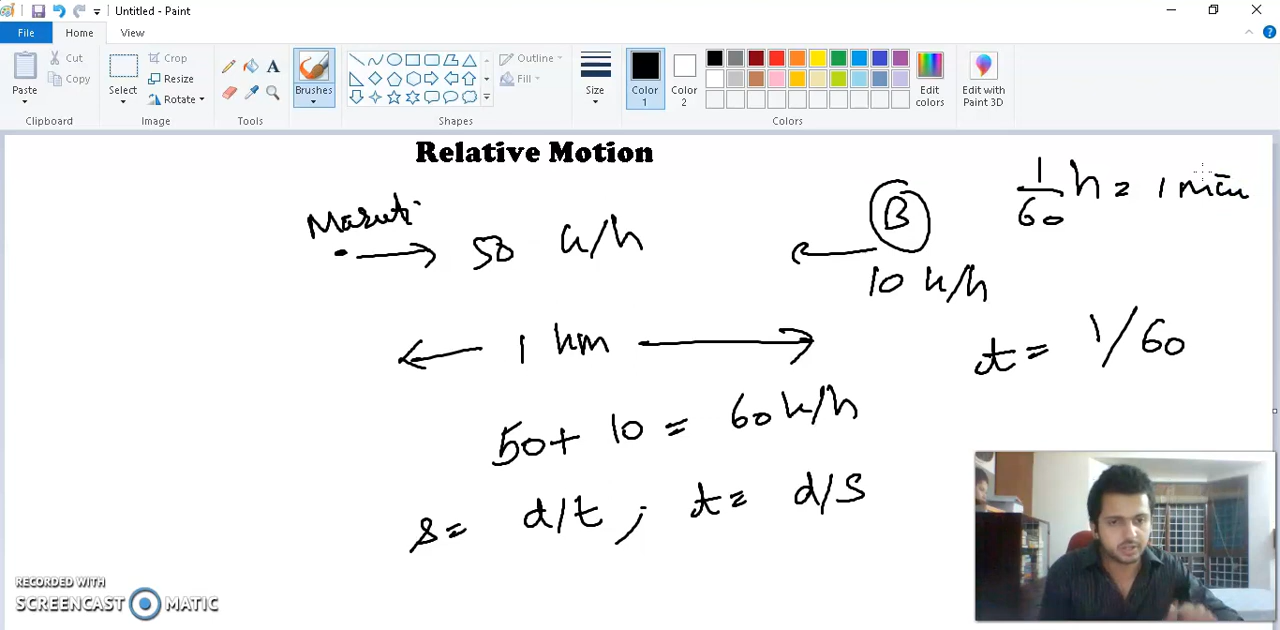 Untitled - Paint
File Home View
Cut
Copy
Paste
Clipboard
Crop
Resize
Rotate
Select
Image
A
Tools
Brushes
Outline
Fill
Shapes
Size
Color 1
Color 2
Edit colors
Edit with Paint 3D
Colors
Relative Motion
Maruti
50 k/h
B
10 k/h
1/60 h = 1 min
1 km
t = 1/60
50 + 10 = 60 k/h
s = d/t ; t = d/s
RECORDED WITH
SCREENCAST MATIC